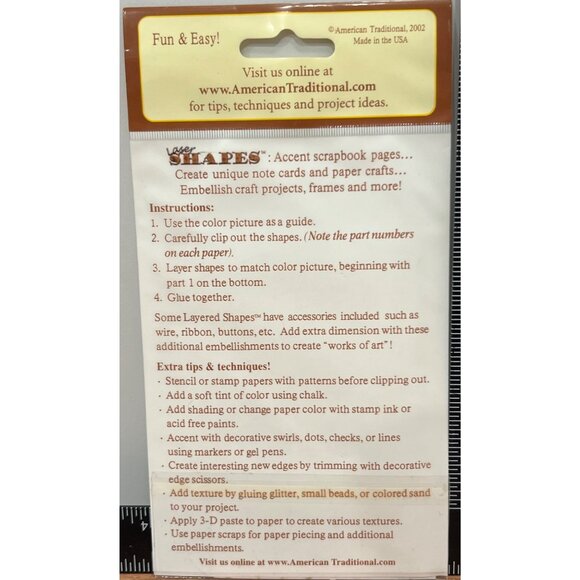 Fun & Easy!
© American Traditional, 2002
Made in the USA
Visit us online at
www.AmericanTraditional.com
for tips, techniques and project ideas.
Laser
SHAPES™: Accent scrapbook pages...
Create unique note cards and paper crafts...
Embellish craft projects, frames and more!
Instructions:
1. Use the color picture as a guide.
2. Carefully clip out the shapes. (Note the part numbers
on each paper).
3. Layer shapes to match color picture, beginning with
part 1 on the bottom.
4. Glue together.
Some Layered Shapes™ have accessories included such as
wire, ribbon, buttons, etc. Add extra dimension with these
additional embellishments to create "works of art"!
Extra tips & techniques!
· Stencil or stamp papers with patterns before clipping out.
· Add a soft tint of color using chalk.
· Add shading or change paper color with stamp ink or
acid free paints.
· Accent with decorative swirls, dots, checks, or lines
using markers or gel pens.
· Create interesting new edges by trimming with decorative
edge scissors.
· Add texture by gluing glitter, small beads, or colored sand
to your project.
· Apply 3-D paste to paper to create various textures.
· Use paper scraps for paper piecing and additional
embellishments.
Visit us online at www.American Traditional.com
4